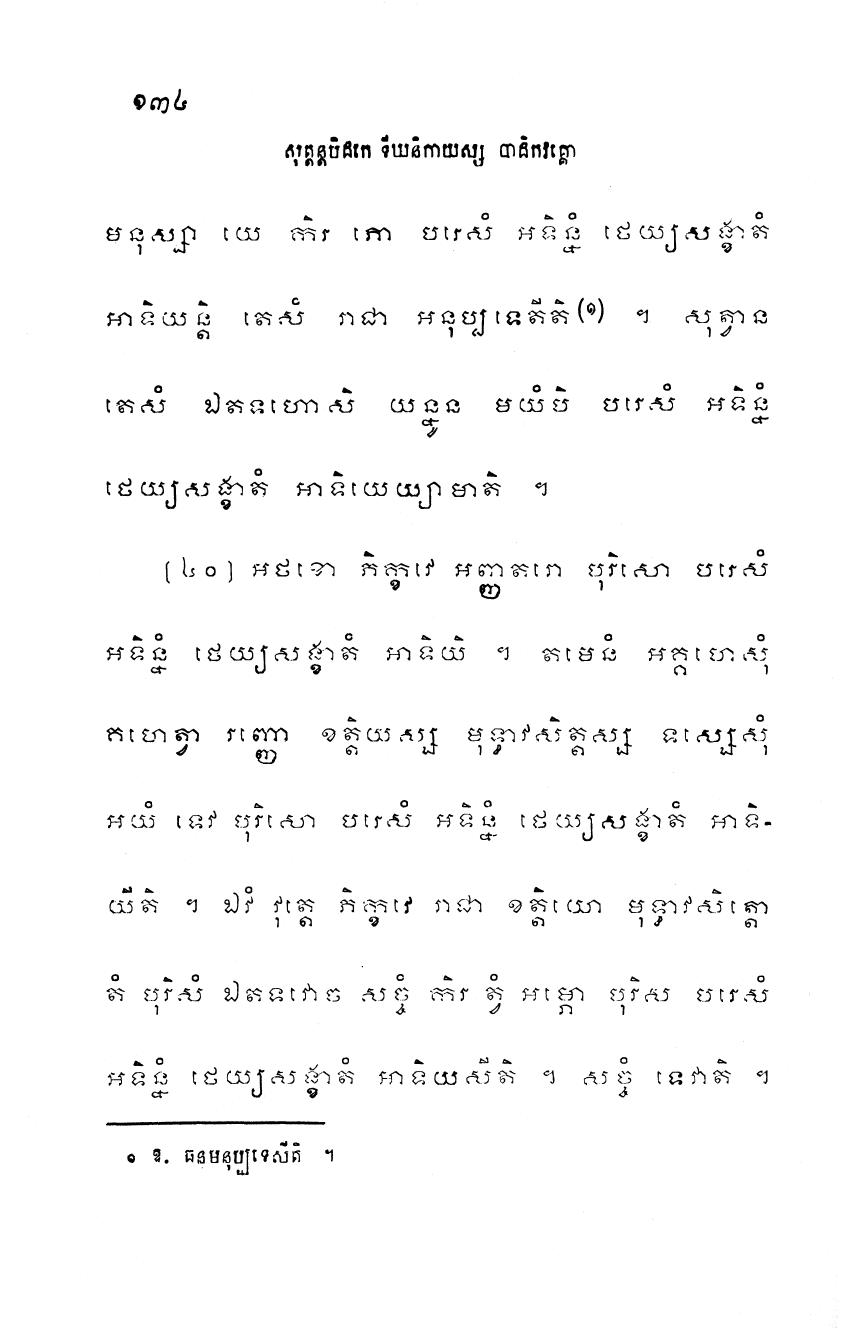 ១៣៤
សុត្តន្តបិដកេ ទីឃនិកាយស្ស បាដិកវគ្គោ
មនុស្សា យេ កិរ ភោ បរេសំ អទិន្នំ ថេយ្យសង្ខាតំ
អាទិយន្តិ តេសំ រាជា អនុប្បទេតីតិ(១) ។ សុត្វាន
តេសំ ឯតទហោសិ យន្នូន មយំបិ បរេសំ អទិន្នំ
ថេយ្យសង្ខាតំ អាទិយេយ្យាមាតិ ។
[៤០] អថខោ ភិក្ខវេ អញ្ញតរោ បុរិសោ បរេសំ
អទិន្នំ ថេយ្យសង្ខាតំ អាទិយិ ។ តមេនំ អគ្គហេសុំ
គហេត្វា រញ្ញោ ខត្តិយស្ស មុទ្ធាវសិត្តស្ស ទស្សេសុំ
អយំ ទេវ បុរិសោ បរេសំ អទិន្នំ ថេយ្យសង្ខាតំ អាទិ-
យីតិ ។ ឯវំ វុត្តេ ភិក្ខវេ រាជា ខត្តិយោ មុទ្ធាវសិត្តោ
តំ បុរិសំ ឯតទវោច សច្ចំ កិរ ត្វំ អម្ភោ បុរិស បរេសំ
អទិន្នំ ថេយ្យសង្ខាតំ អាទិយសីតិ ។ សច្ចំ ទេវាតិ ។
១ ឱ. ធនមនុប្បទេសីតិ ។